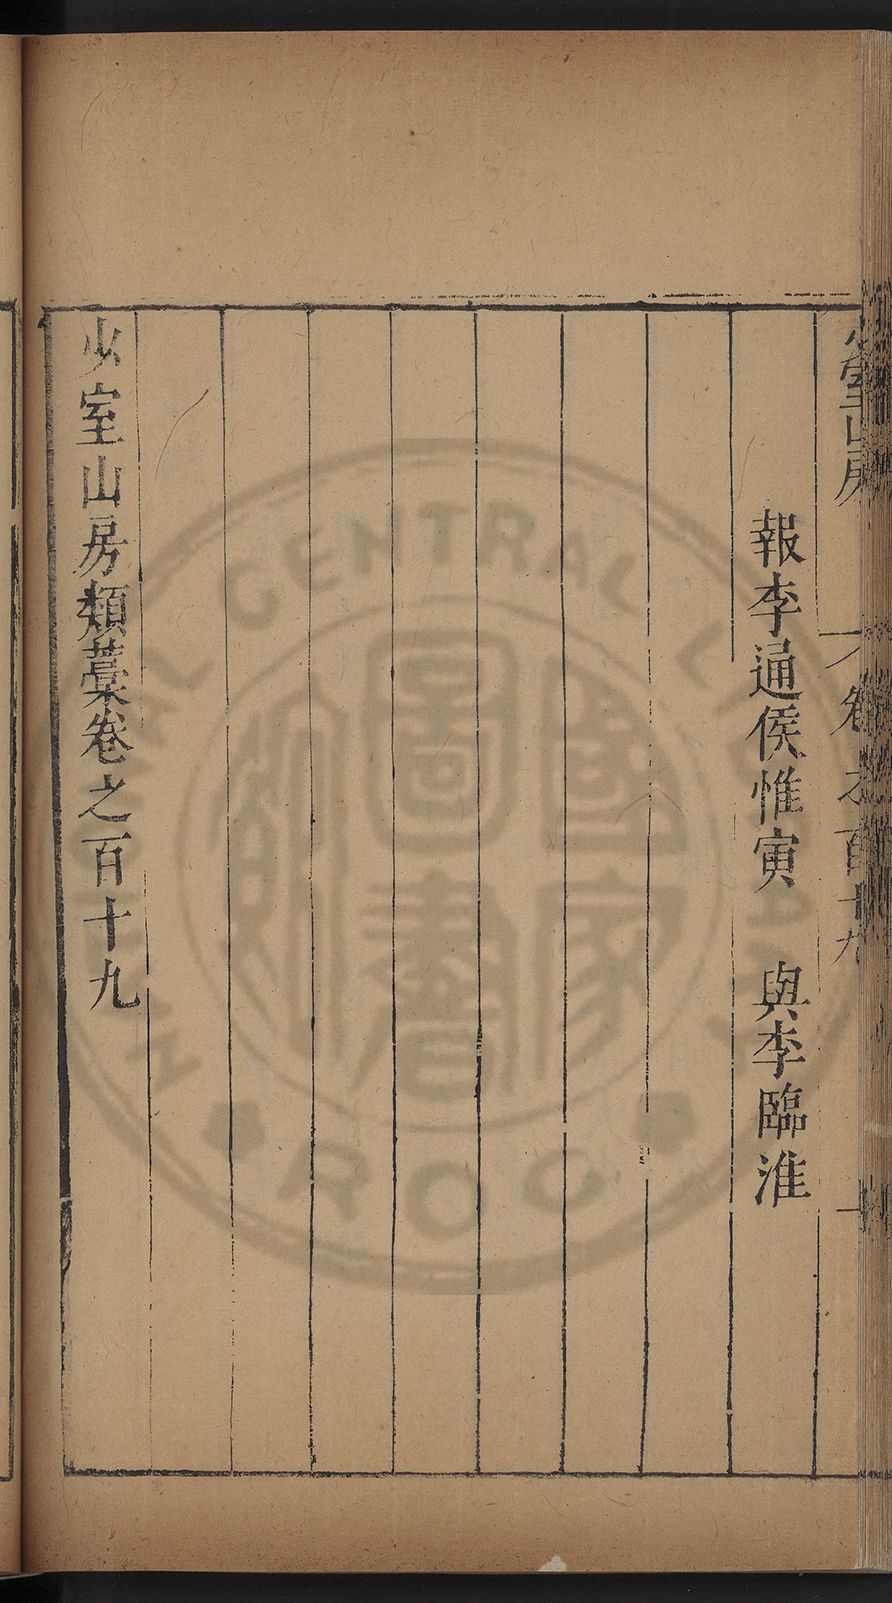 少室山房 卷之百十九 一
報李通侯惟寅 與李臨淮
少室山房類藁卷之百十九